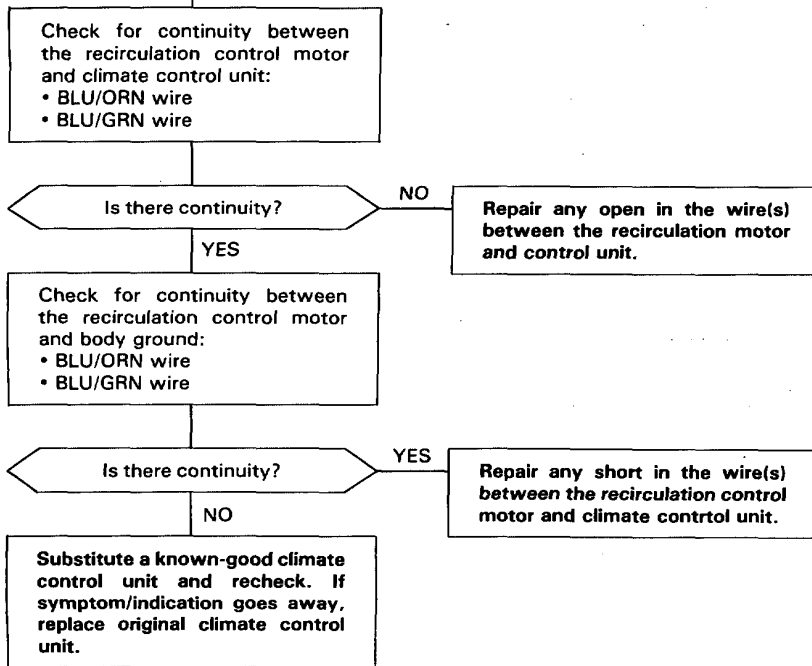 Check for continuity between
the recirculation control motor
and climate control unit:
• BLU/ORN wire
• BLU/GRN wire
Is there continuity?
NO
Repair any open in the wire(s)
between the recirculation motor
and control unit.
YES
Check for continuity between
the recirculation control motor
and body ground:
• BLU/ORN wire
• BLU/GRN wire
Is there continuity?
YES
Repair any short in the wire(s)
between the recirculation control
motor and climate contrtol unit.
NO
Substitute a known-good climate
control unit and recheck. If
symptom/indication goes away,
replace original climate control
unit.